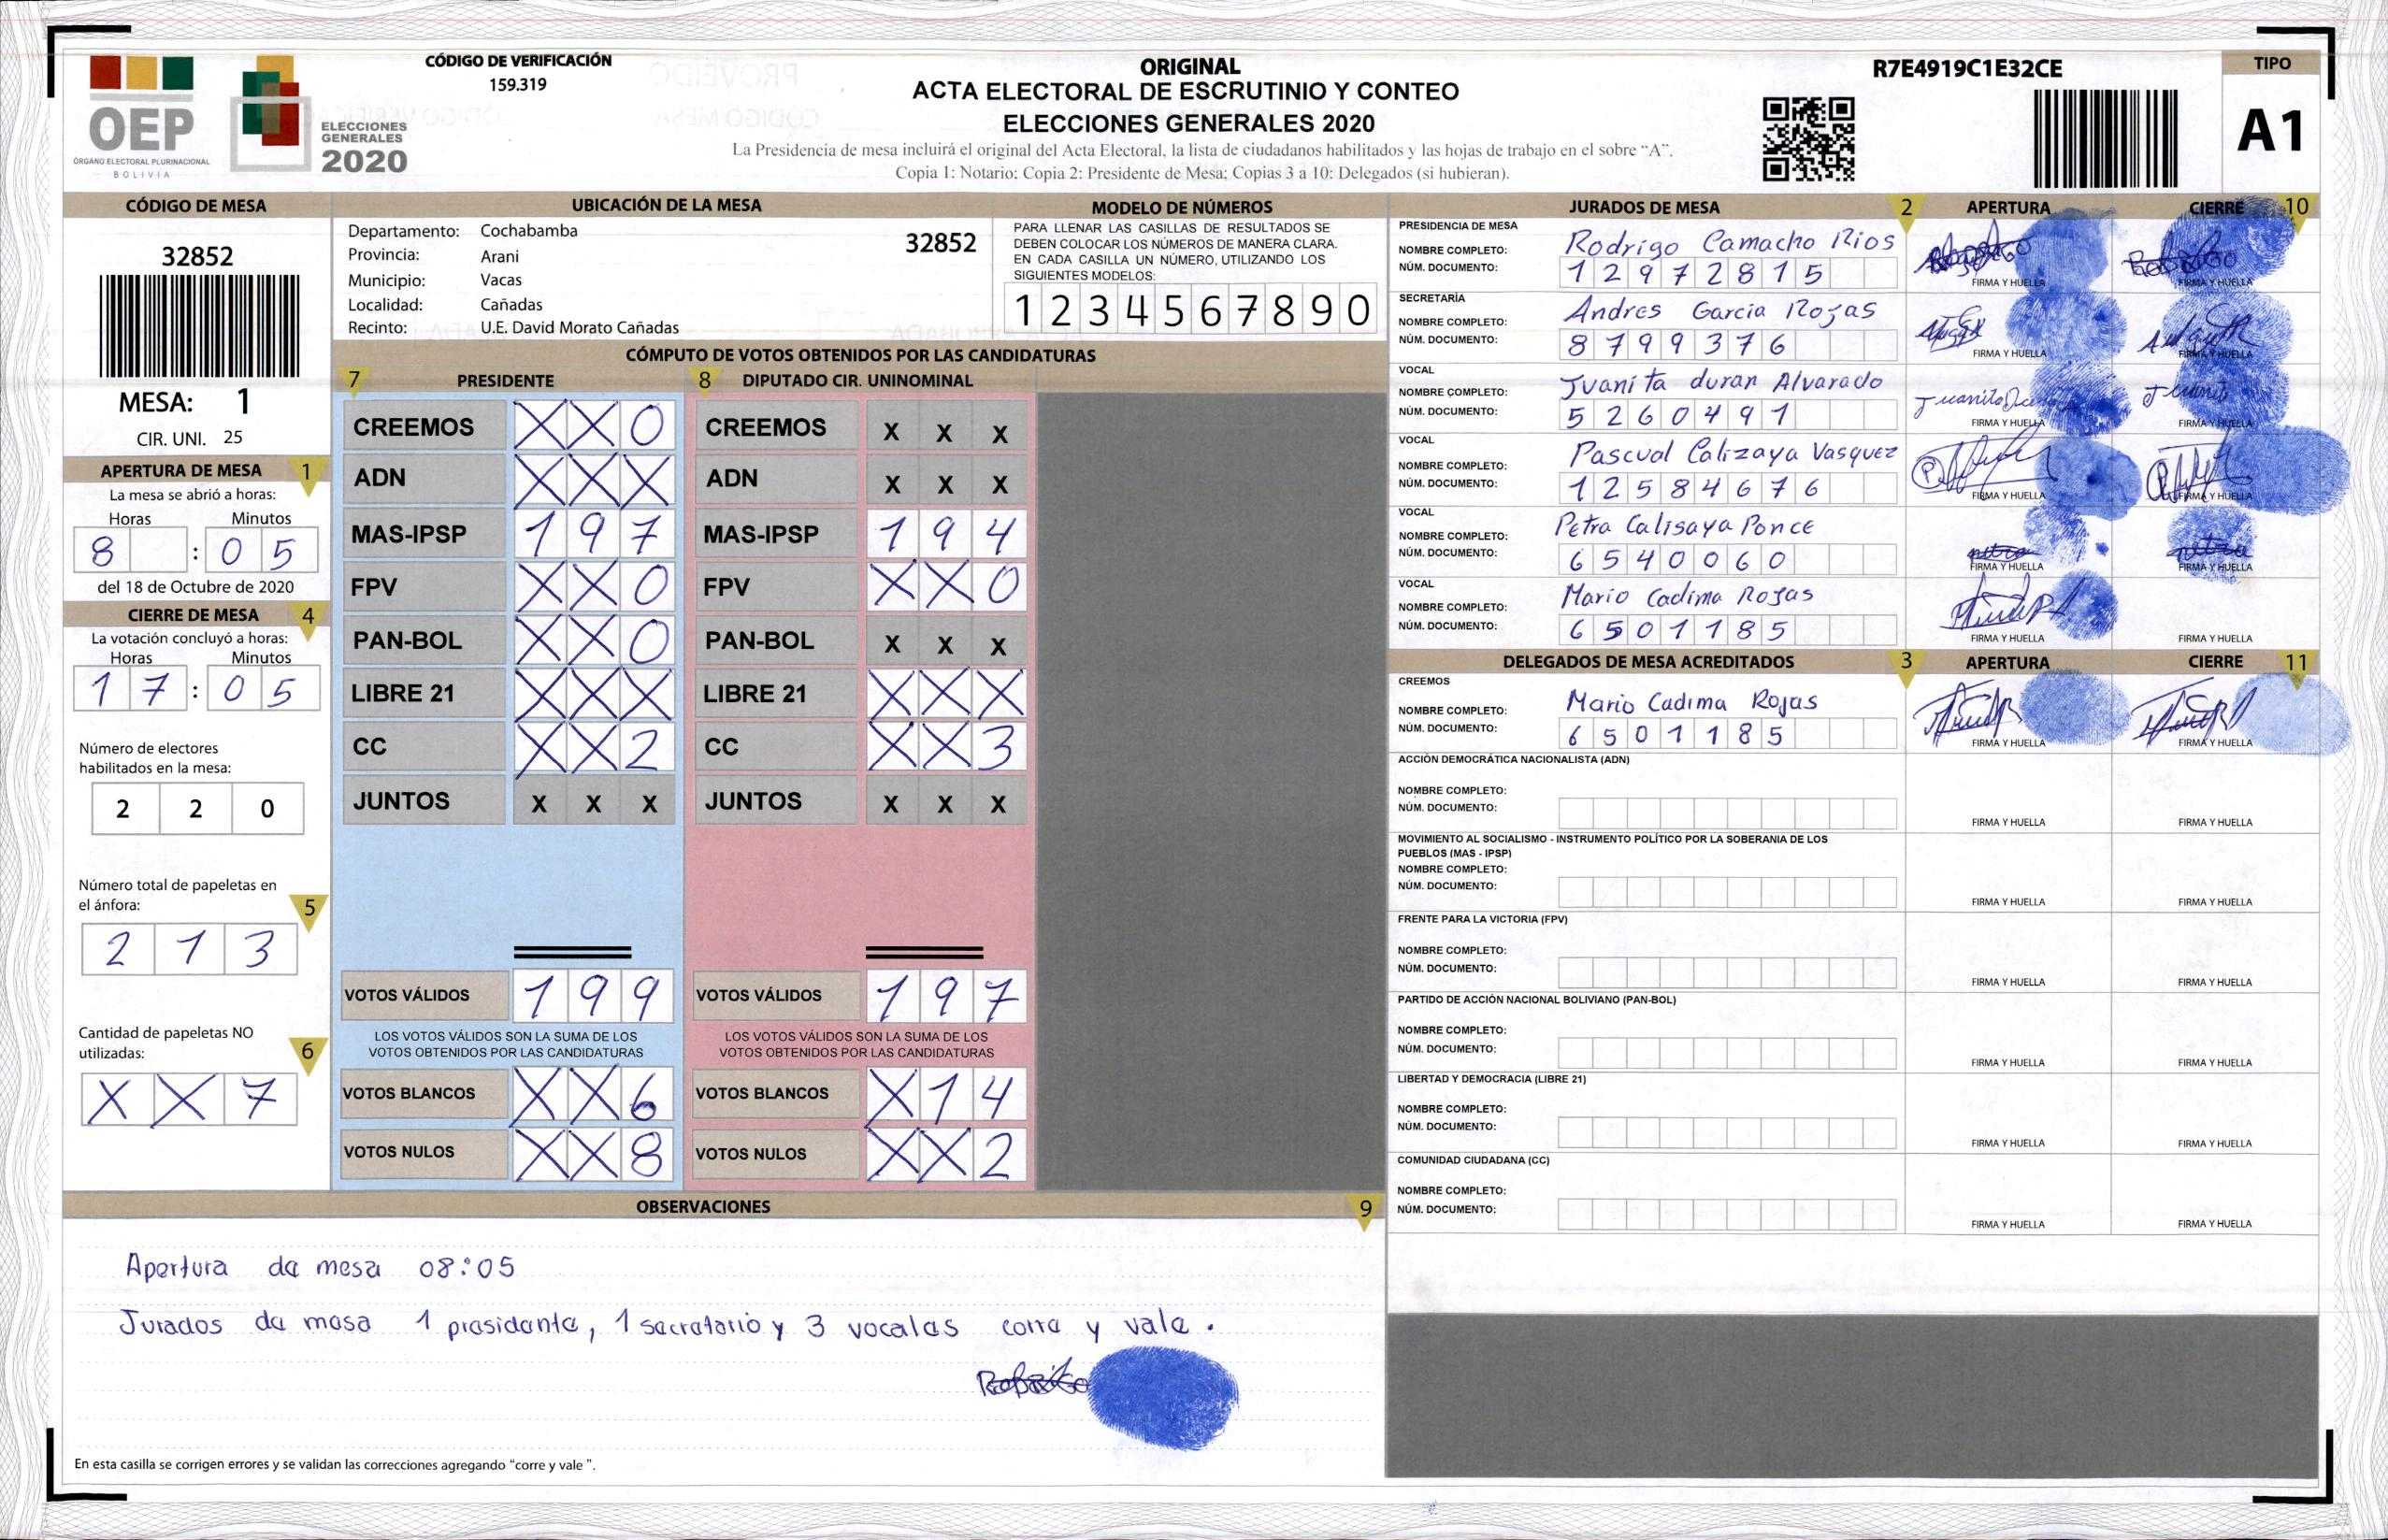 CÓDIGO DE VERIFICACIÓN
159.319
OEP
ÓRGANO ELECTORAL PLURINACIONAL
BOLIVIA
ELECCIONES
GENERALES
2020
ORIGINAL
ACTA ELECTORAL DE ESCRUTINIO Y CONTEO
ELECCIONES GENERALES 2020
La Presidencia de mesa incluirá el original del Acta Electoral, la lista de ciudadanos habilitados y las hojas de trabajo en el sobre “A”.
Copia 1: Notario; Copia 2: Presidente de Mesa; Copias 3 a 10: Delegados (si hubieran).
R7E4919C1E32CE
TIPO
A1
CÓDIGO DE MESA
32852
MESA: 1
CIR. UNI. 25
APERTURA DE MESA 1
La mesa se abrió a horas:
Horas Minutos
8 : 0 5
del 18 de Octubre de 2020
CIERRE DE MESA 4
La votación concluyó a horas:
Horas Minutos
1 7 : 0 5
Número de electores
habilitados en la mesa:
2 2 0
Número total de papeletas en
el ánfora: 5
2 1 3
Cantidad de papeletas NO
utilizadas: 6
X X 7
UBICACIÓN DE LA MESA
Departamento: Cochabamba
32852
Provincia: Arani
Municipio: Vacas
Localidad: Cañadas
Recinto: U.E. David Morato Cañadas
MODELO DE NÚMEROS
PARA LLENAR LAS CASILLAS DE RESULTADOS SE
DEBEN COLOCAR LOS NÚMEROS DE MANERA CLARA.
EN CADA CASILLA UN NÚMERO, UTILIZANDO LOS
SIGUIENTES MODELOS:
1 2 3 4 5 6 7 8 9 0
CÓMPUTO DE VOTOS OBTENIDOS POR LAS CANDIDATURAS
7 PRESIDENTE
CREEMOS X X 0
ADN X X X
MAS-IPSP 1 9 7
FPV X X 0
PAN-BOL X X 0
LIBRE 21 X X X
CC X X 2
JUNTOS X X X
VOTOS VÁLIDOS 1 9 9
LOS VOTOS VÁLIDOS SON LA SUMA DE LOS
VOTOS OBTENIDOS POR LAS CANDIDATURAS
VOTOS BLANCOS X X 6
VOTOS NULOS X X 8
8 DIPUTADO CIR. UNINOMINAL
CREEMOS X X X
ADN X X X
MAS-IPSP 1 9 4
FPV X X 0
PAN-BOL X X X
LIBRE 21 X X X
CC X X 3
JUNTOS X X X
VOTOS VÁLIDOS 1 9 7
LOS VOTOS VÁLIDOS SON LA SUMA DE LOS
VOTOS OBTENIDOS POR LAS CANDIDATURAS
VOTOS BLANCOS X 1 4
VOTOS NULOS X X 2
OBSERVACIONES 9
Apertura de mesa 08:05
Jurados de mesa 1 presidente, 1 secretario y 3 vocales corre y vale.
Rodrigo
En esta casilla se corrigen errores y se validan las correcciones agregando “corre y vale ”.
JURADOS DE MESA 2 APERTURA CIERRE 10
PRESIDENCIA DE MESA
NOMBRE COMPLETO: Rodrigo Camacho Rios
NÚM. DOCUMENTO: 1 2 9 7 2 8 1 5
FIRMA Y HUELLA FIRMA Y HUELLA
SECRETARÍA
NOMBRE COMPLETO: Andres Garcia Rojas
NÚM. DOCUMENTO: 8 7 9 9 3 7 6
FIRMA Y HUELLA FIRMA Y HUELLA
VOCAL
NOMBRE COMPLETO: Juanita duran Alvarado
NÚM. DOCUMENTO: 5 2 6 0 4 9 1
FIRMA Y HUELLA FIRMA Y HUELLA
VOCAL
NOMBRE COMPLETO: Pascual Calizaya Vasquez
NÚM. DOCUMENTO: 1 2 5 8 4 6 7 6
FIRMA Y HUELLA FIRMA Y HUELLA
VOCAL
NOMBRE COMPLETO: Petra Calisaya Ponce
NÚM. DOCUMENTO: 6 5 4 0 0 6 0
FIRMA Y HUELLA FIRMA Y HUELLA
VOCAL
NOMBRE COMPLETO: Mario Cadima Rojas
NÚM. DOCUMENTO: 6 5 0 1 1 8 5
FIRMA Y HUELLA FIRMA Y HUELLA
DELEGADOS DE MESA ACREDITADOS 3 APERTURA CIERRE 11
CREEMOS
NOMBRE COMPLETO: Mario Cadima Rojas
NÚM. DOCUMENTO: 6 5 0 1 1 8 5
FIRMA Y HUELLA FIRMA Y HUELLA
ACCIÓN DEMOCRÁTICA NACIONALISTA (ADN)
NOMBRE COMPLETO:
NÚM. DOCUMENTO:
FIRMA Y HUELLA FIRMA Y HUELLA
MOVIMIENTO AL SOCIALISMO - INSTRUMENTO POLÍTICO POR LA SOBERANIA DE LOS
PUEBLOS (MAS - IPSP)
NOMBRE COMPLETO:
NÚM. DOCUMENTO:
FIRMA Y HUELLA FIRMA Y HUELLA
FRENTE PARA LA VICTORIA (FPV)
NOMBRE COMPLETO:
NÚM. DOCUMENTO:
FIRMA Y HUELLA FIRMA Y HUELLA
PARTIDO DE ACCIÓN NACIONAL BOLIVIANO (PAN-BOL)
NOMBRE COMPLETO:
NÚM. DOCUMENTO:
FIRMA Y HUELLA FIRMA Y HUELLA
LIBERTAD Y DEMOCRACIA (LIBRE 21)
NOMBRE COMPLETO:
NÚM. DOCUMENTO:
FIRMA Y HUELLA FIRMA Y HUELLA
COMUNIDAD CIUDADANA (CC)
NOMBRE COMPLETO:
NÚM. DOCUMENTO:
FIRMA Y HUELLA FIRMA Y HUELLA